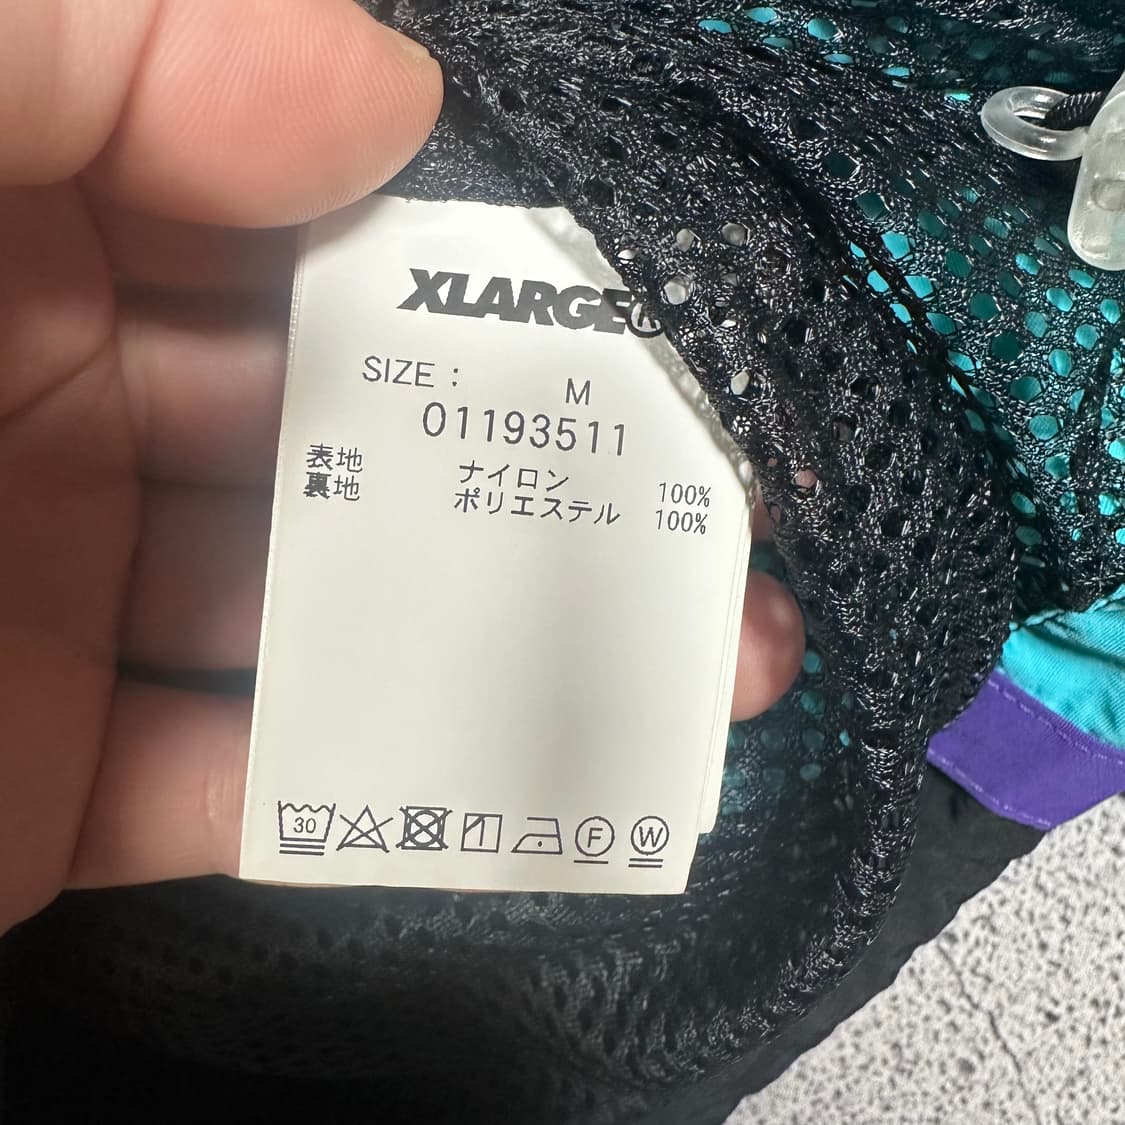 XLARGE®
SIZE : M
01193511
表地 ナイロン 100%
裏地 ポリエステル 100%
30 F W